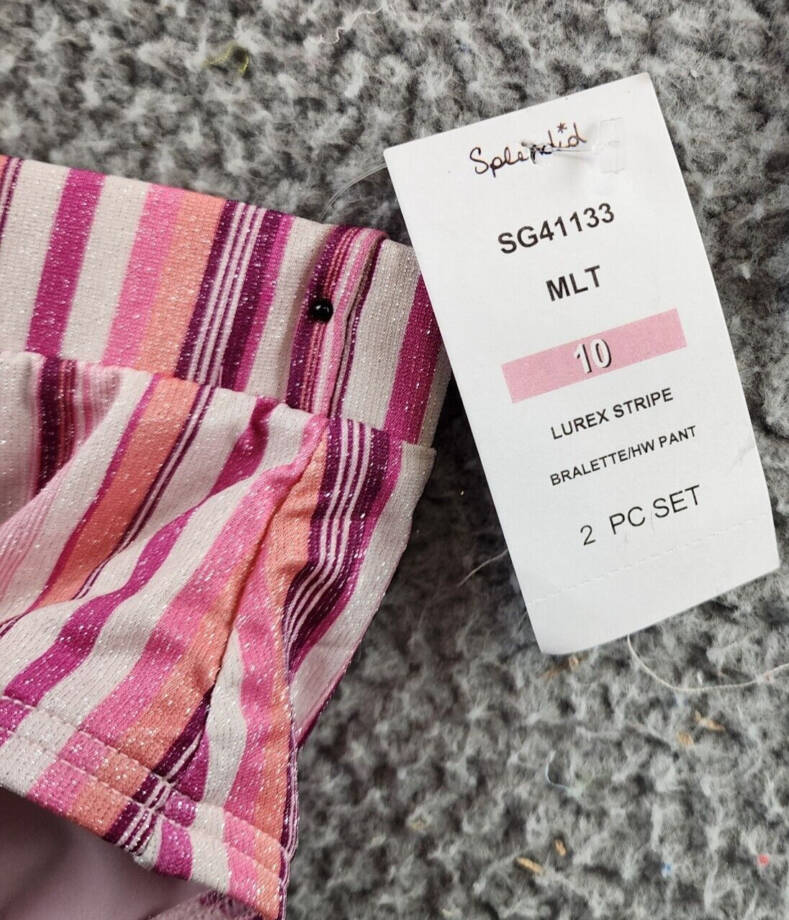 Splendid
SG41133
MLT
10
LUREX STRIPE
BRALETTE/HW PANT
2 PC SET